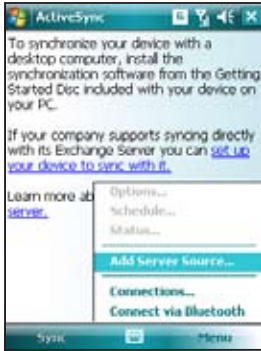 ActiveSync
To synchronize your device with a
desktop computer, install the
synchronization software from the Getting
Started Disc included with your device on
your PC.
If your company supports syncing directly
with its Exchange Server you can set up
your device to sync with it.
Learn more ab
server.
Options...
Schedule...
Status...
Add Server Source...
Connections...
Connect via Bluetooth
Sync
Menu